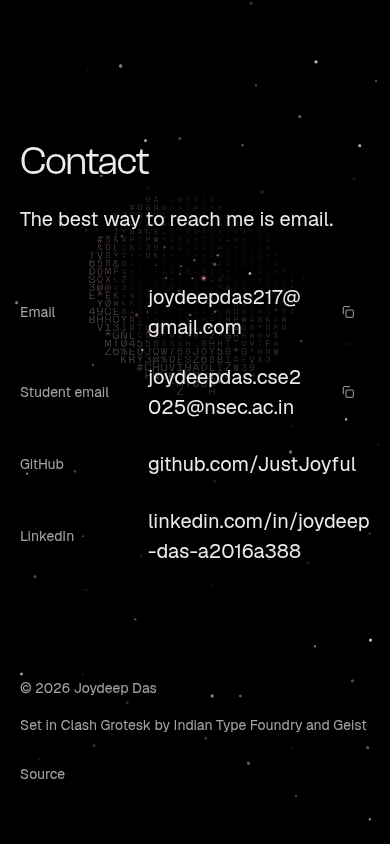 Contact
The best way to reach me is email.
Email
joydeepdas217@
gmail.com
Student email
joydeepdas.cse2
025@nsec.ac.in
GitHub
github.com/JustJoyful
LinkedIn
linkedin.com/in/joydeep
-das-a2016a388
© 2026 Joydeep Das
Set in Clash Grotesk by Indian Type Foundry and Geist
Source